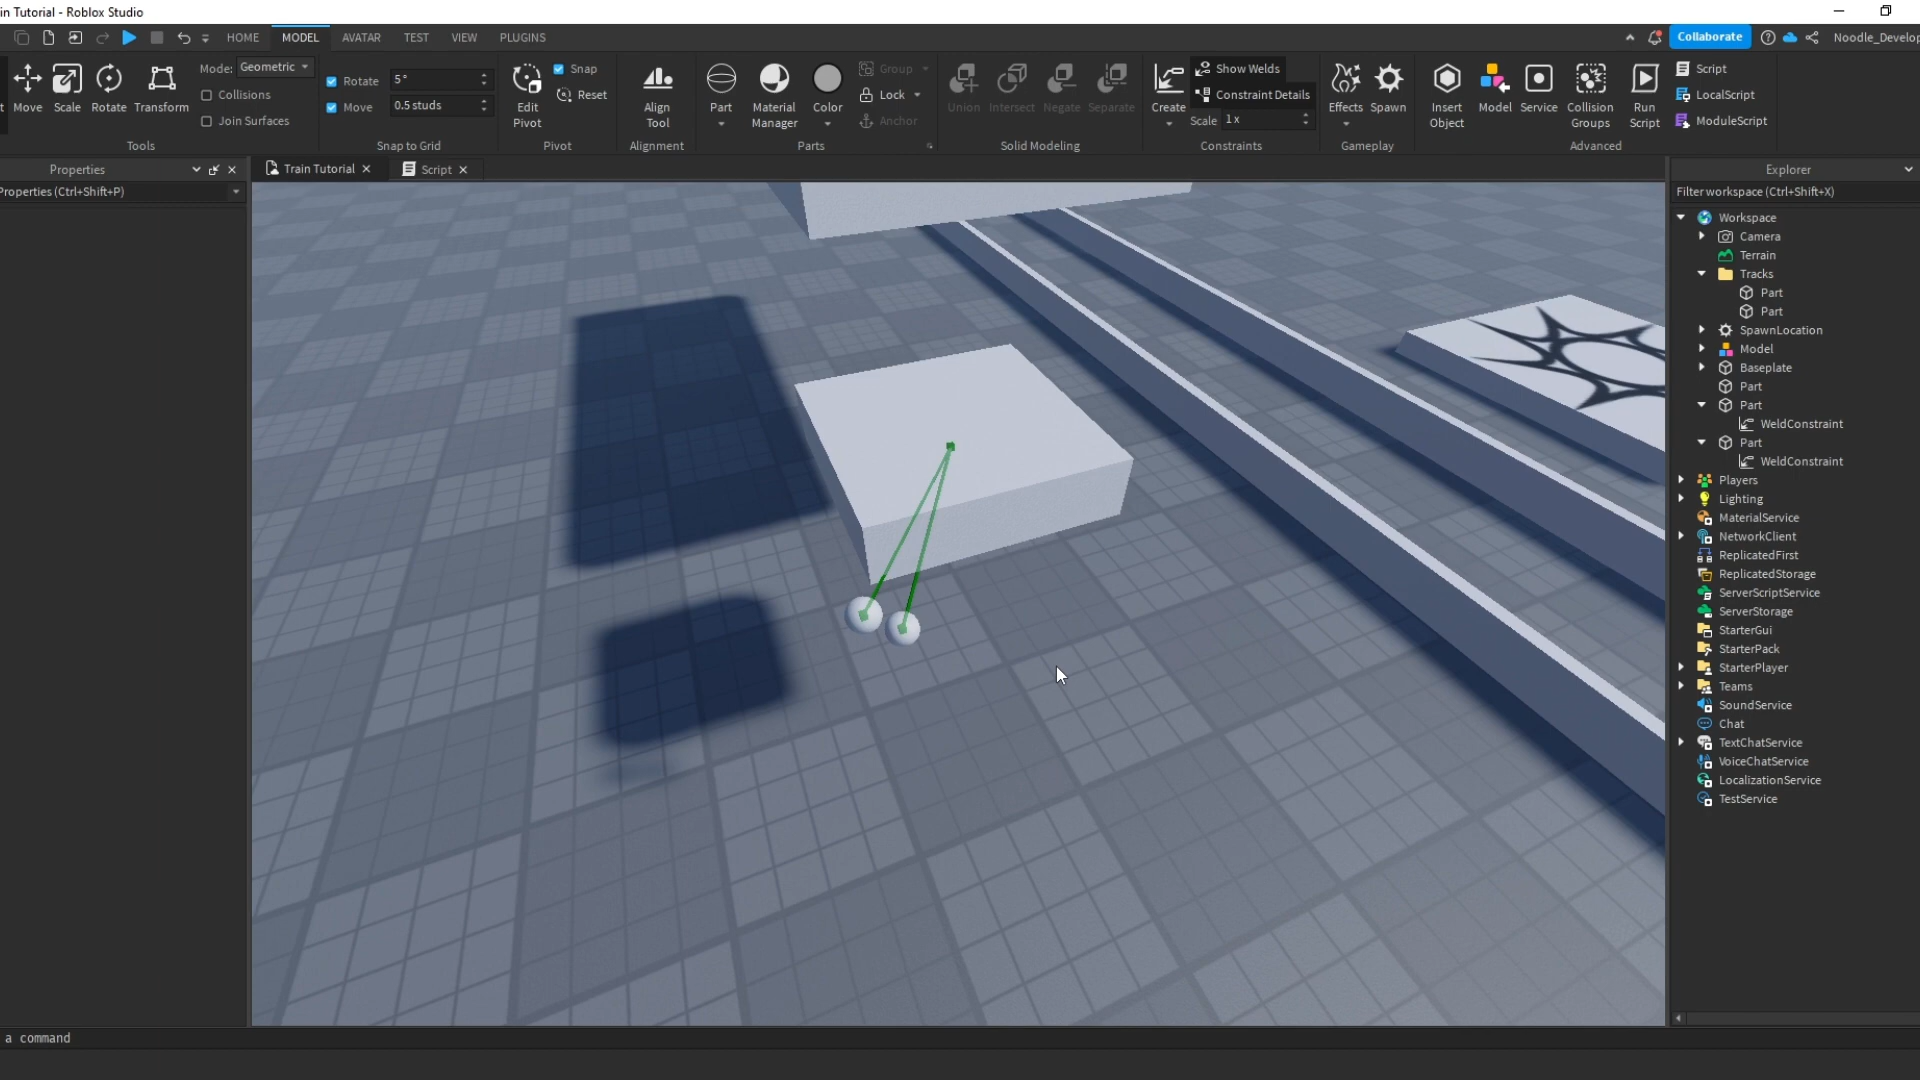 in Tutorial - Roblox Studio
HOME MODEL AVATAR TEST VIEW PLUGINS
Collaborate
Noodle_Develop
Move
Scale
Rotate
Transform
Mode: Geometric
Collisions
Join Surfaces
Tools
Rotate 5°
Move 0.5 studs
Snap to Grid
Edit
Pivot
Snap
Reset
Pivot
Align
Tool
Alignment
Part
Material
Manager
Color
Group
Lock
Anchor
Parts
Union
Intersect
Negate
Separate
Solid Modeling
Create
Show Welds
Constraint Details
Scale 1 x
Constraints
Effects
Spawn
Gameplay
Insert
Object
Model
Service
Collision
Groups
Run
Script
Script
LocalScript
ModuleScript
Advanced
Properties
Properties (Ctrl+Shift+P)
Train Tutorial
Script
Explorer
Filter workspace (Ctrl+Shift+X)
Workspace
Camera
Terrain
Tracks
Part
Part
SpawnLocation
Model
Baseplate
Part
Part
WeldConstraint
Part
WeldConstraint
Players
Lighting
MaterialService
NetworkClient
ReplicatedFirst
ReplicatedStorage
ServerScriptService
ServerStorage
StarterGui
StarterPack
StarterPlayer
Teams
SoundService
Chat
TextChatService
VoiceChatService
LocalizationService
TestService
a command